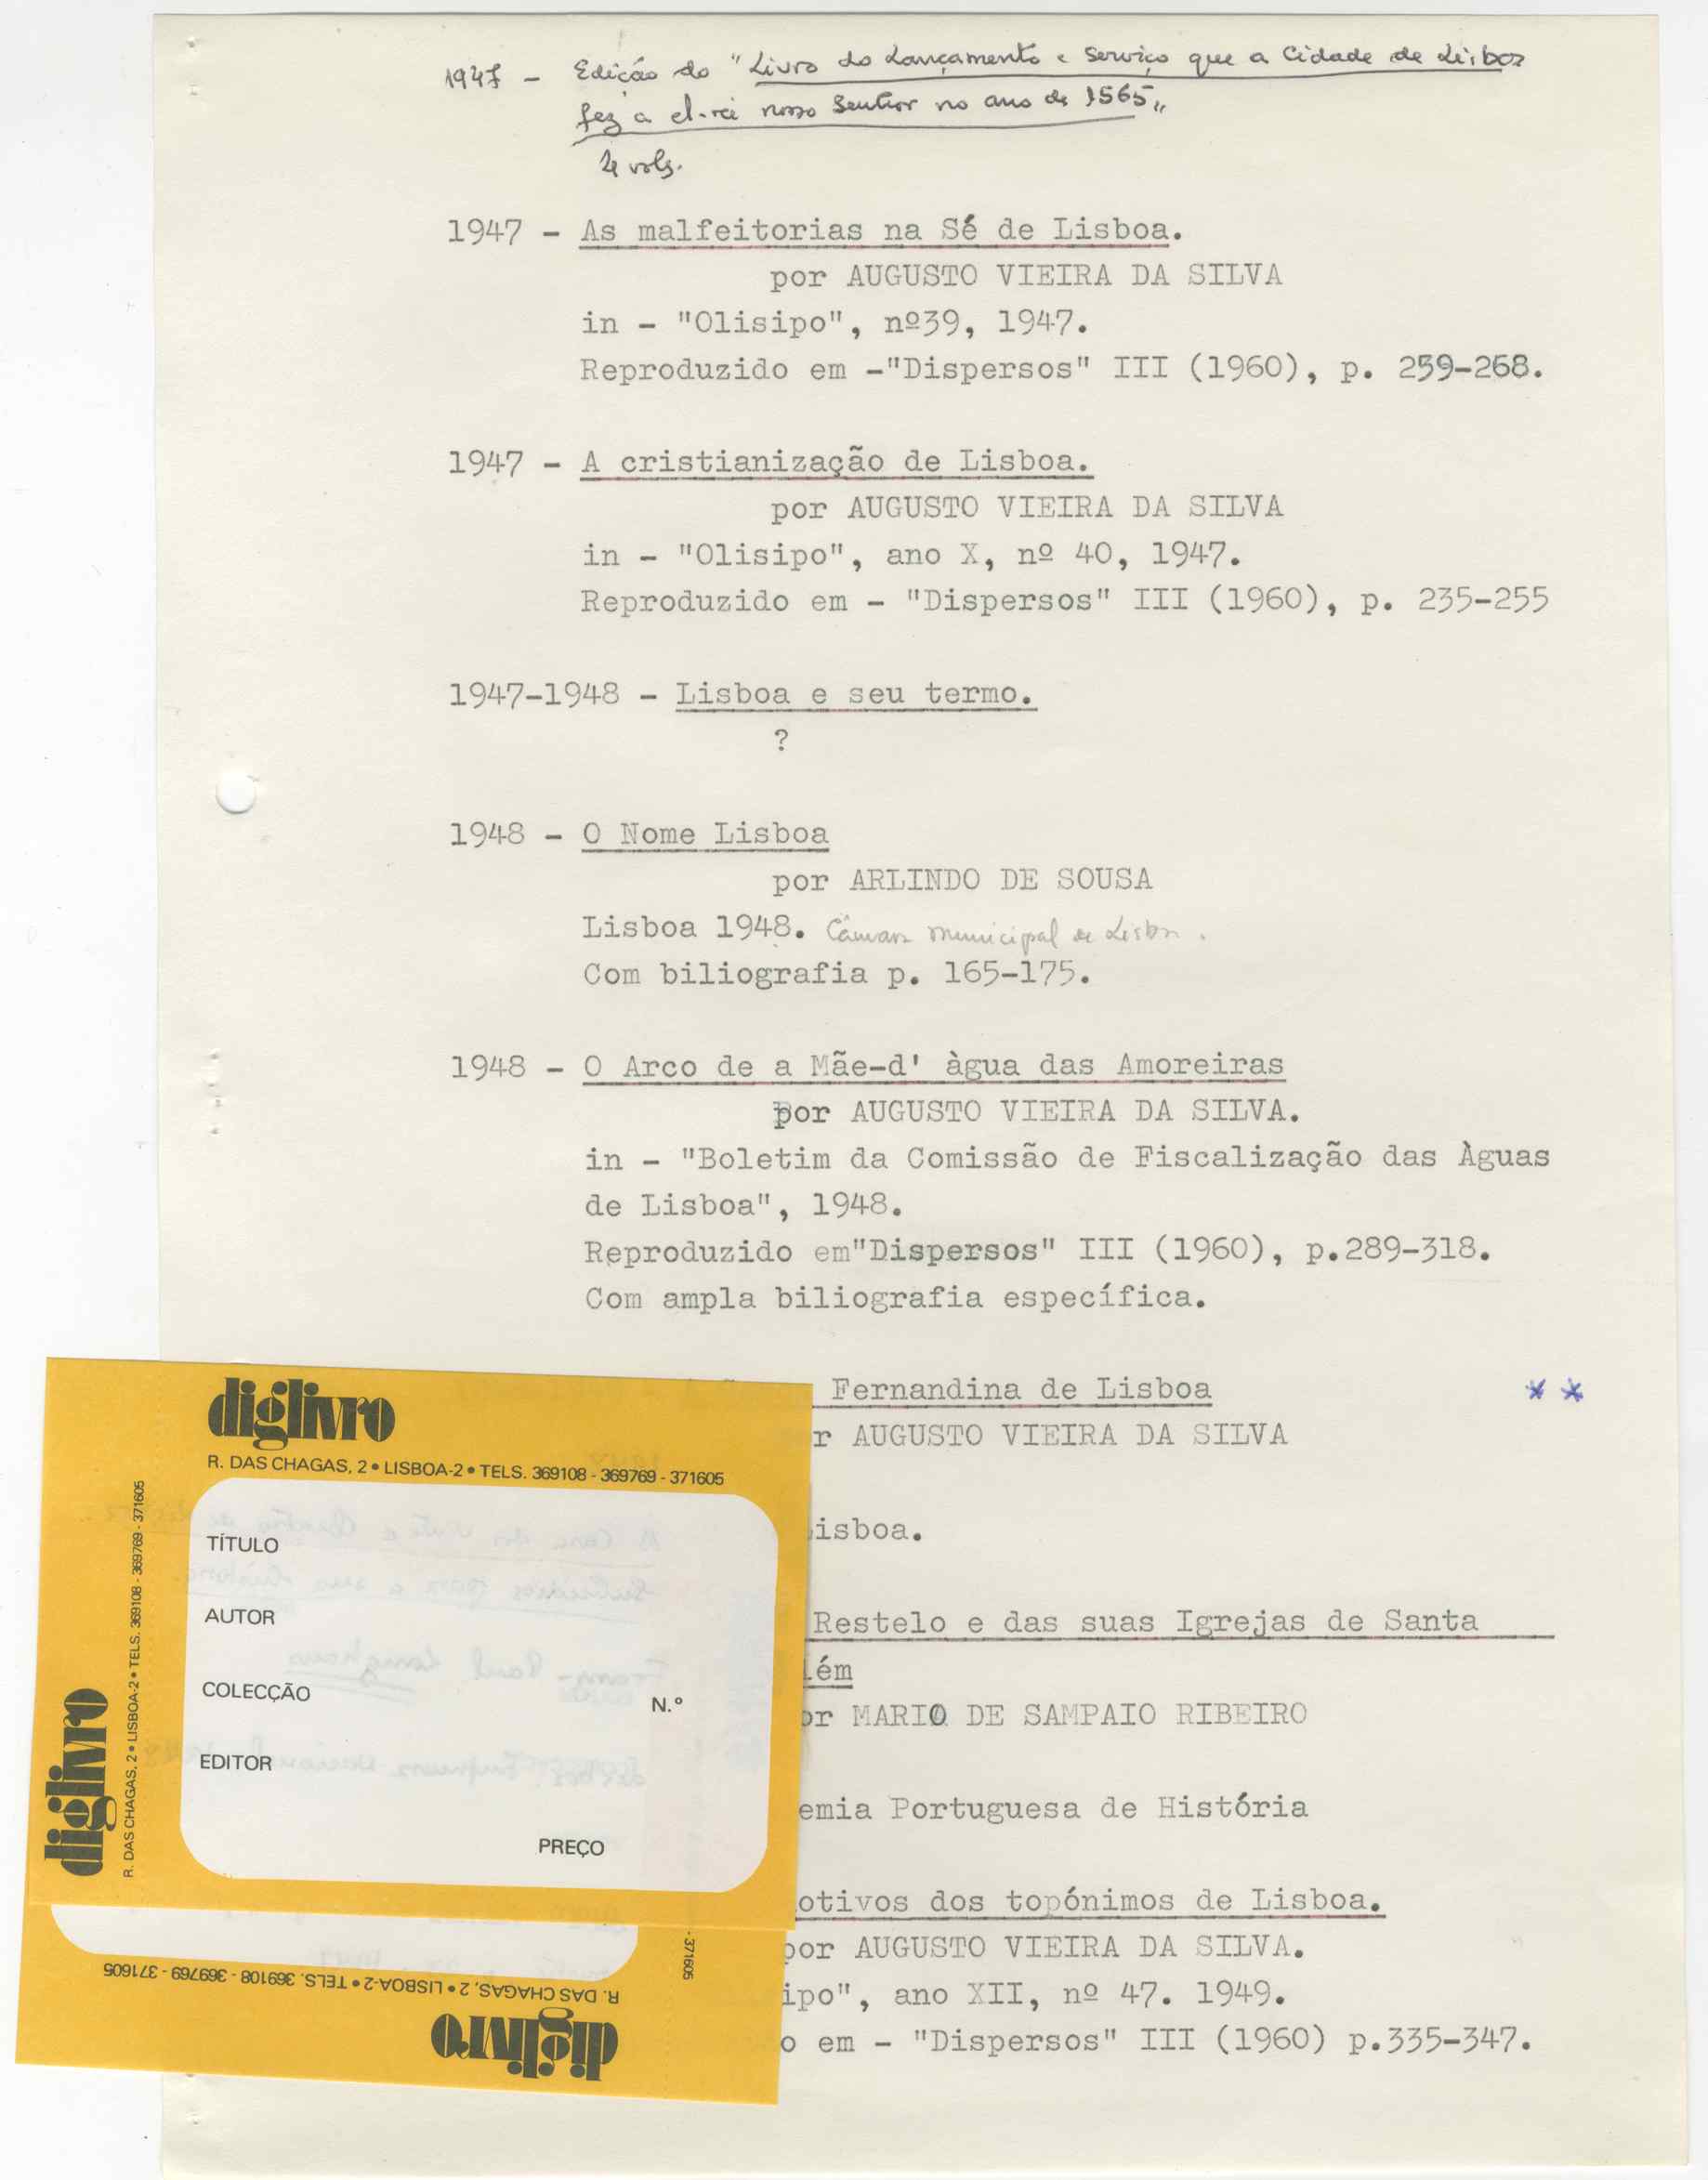 1947 - Edição do "Livro do Lançamento e Serviço que a Cidade de Lisboa
fez a el-rei nosso Senhor no ano de 1565"
4 vols.
1947 - As malfeitorias na Sé de Lisboa.
por AUGUSTO VIEIRA DA SILVA
in - "Olisipo", nº39, 1947.
Reproduzido em -"Dispersos" III (1960), p. 259-268.
1947 - A cristianização de Lisboa.
por AUGUSTO VIEIRA DA SILVA
in - "Olisipo", ano X, nº 40, 1947.
Reproduzido em - "Dispersos" III (1960), p. 235-255
1947-1948 - Lisboa e seu termo.
?
1948 - O Nome Lisboa
por ARLINDO DE SOUSA
Lisboa 1948. Câmara Municipal de Lisboa.
Com biliografia p. 165-175.
1948 - O Arco de a Mãe-d' àgua das Amoreiras
por AUGUSTO VIEIRA DA SILVA.
in - "Boletim da Comissão de Fiscalização das Àguas
de Lisboa", 1948.
Reproduzido em"Dispersos" III (1960), p.289-318.
Com ampla biliografia específica.
Fernandina de Lisboa **
r AUGUSTO VIEIRA DA SILVA
isboa.
Restelo e das suas Igrejas de Santa
lém
or MARIO DE SAMPAIO RIBEIRO
emia Portuguesa de História
otivos dos topónimos de Lisboa.
por AUGUSTO VIEIRA DA SILVA.
ipo", ano XII, nº 47. 1949.
o em - "Dispersos" III (1960) p.335-347.
diglivro
R. DAS CHAGAS, 2 • LISBOA-2 • TELS. 369108 - 369769 - 371605
TÍTULO
AUTOR
COLECÇÃO N.º
EDITOR
PREÇO
diglivro
R. DAS CHAGAS, 2 • LISBOA-2 • TELS. 369108 - 369769 - 371605
- 371605
R. DAS CHAGAS, 2 • LISBOA-2 • TELS. 369108 - 369769 - 371605
diglivro